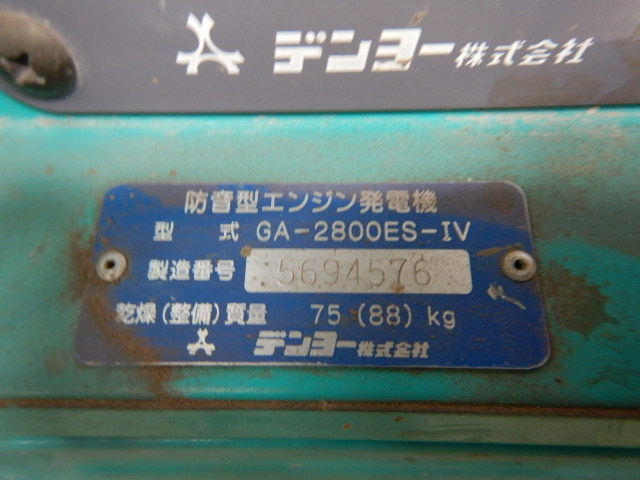 デンヨー株式会社
防音型エンジン発電機
型 式 GA-2800ES-IV
製造番号 5694576
乾燥(整備)質量 75 (88) kg
デンヨー株式会社